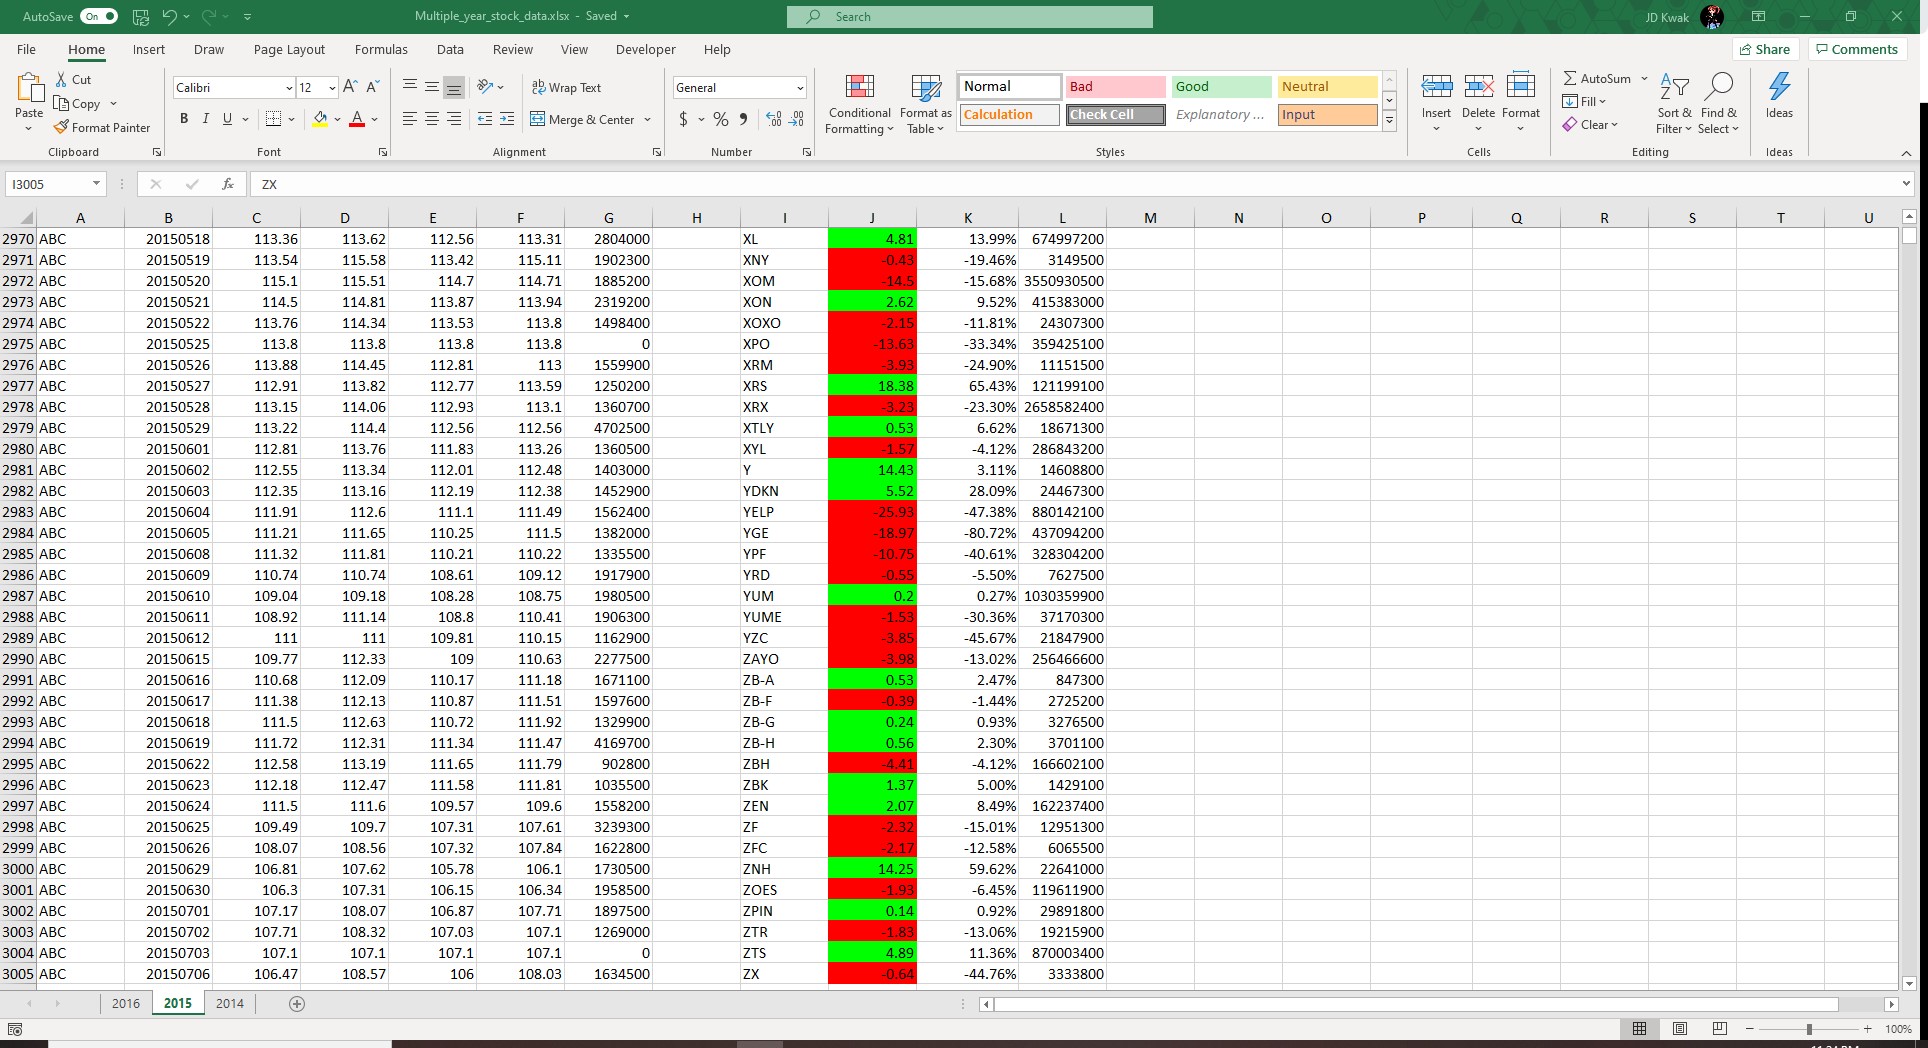 AutoSave On Multiple_year_stock_data.xlsx - Saved Search JD Kwak
File Home Insert Draw Page Layout Formulas Data Review View Developer Help Share Comments
Cut Calibri 12 Wrap Text General Normal Bad Good Neutral AutoSum
Paste Copy Conditional Formatting Format as Table Insert Delete Format Fill Sort & Filter Find & Select Ideas
Format Painter B I U A Merge & Center $ % Calculation Check Cell Explanatory ... Input Clear
Clipboard Font Alignment Number Styles Cells Editing Ideas
I3005 fx ZX
A B C D E F G H I J K L M N O P Q R S T U
2970 ABC 20150518 113.36 113.62 112.56 113.31 2804000 XL 4.81 13.99% 674997200
2971 ABC 20150519 113.54 115.58 113.42 115.11 1902300 XNY -0.43 -19.46% 3149500
2972 ABC 20150520 115.1 115.51 114.7 114.71 1885200 XOM -14.5 -15.68% 3550930500
2973 ABC 20150521 114.5 114.81 113.87 113.94 2319200 XON 2.62 9.52% 415383000
2974 ABC 20150522 113.76 114.34 113.53 113.8 1498400 XOXO -2.15 -11.81% 24307300
2975 ABC 20150525 113.8 113.8 113.8 113.8 0 XPO -13.63 -33.34% 359425100
2976 ABC 20150526 113.88 114.45 112.81 113 1559900 XRM -3.93 -24.90% 11151500
2977 ABC 20150527 112.91 113.82 112.77 113.59 1250200 XRS 18.38 65.43% 121199100
2978 ABC 20150528 113.15 114.06 112.93 113.1 1360700 XRX -3.23 -23.30% 2658582400
2979 ABC 20150529 113.22 114.4 112.56 112.56 4702500 XTLY 0.53 6.62% 18671300
2980 ABC 20150601 112.81 113.76 111.83 113.26 1360500 XYL -1.57 -4.12% 286843200
2981 ABC 20150602 112.55 113.34 112.01 112.48 1403000 Y 14.43 3.11% 14608800
2982 ABC 20150603 112.35 113.16 112.19 112.38 1452900 YDKN 5.52 28.09% 24467300
2983 ABC 20150604 111.91 112.6 111.1 111.49 1562400 YELP -25.93 -47.38% 880142100
2984 ABC 20150605 111.21 111.65 110.25 111.5 1382000 YGE -18.97 -80.72% 437094200
2985 ABC 20150608 111.32 111.81 110.21 110.22 1335500 YPF -10.75 -40.61% 328304200
2986 ABC 20150609 110.74 110.74 108.61 109.12 1917900 YRD -0.55 -5.50% 7627500
2987 ABC 20150610 109.04 109.18 108.28 108.75 1980500 YUM 0.2 0.27% 1030359900
2988 ABC 20150611 108.92 111.14 108.8 110.41 1906300 YUME -1.53 -30.36% 37170300
2989 ABC 20150612 111 111 109.81 110.15 1162900 YZC -3.85 -45.67% 21847900
2990 ABC 20150615 109.77 112.33 109 110.63 2277500 ZAYO -3.98 -13.02% 256466600
2991 ABC 20150616 110.68 112.09 110.17 111.18 1671100 ZB-A 0.53 2.47% 847300
2992 ABC 20150617 111.38 112.13 110.87 111.51 1597600 ZB-F -0.39 -1.44% 2725200
2993 ABC 20150618 111.5 112.63 110.72 111.92 1329900 ZB-G 0.24 0.93% 3276500
2994 ABC 20150619 111.72 112.31 111.34 111.47 4169700 ZB-H 0.56 2.30% 3701100
2995 ABC 20150622 112.58 113.19 111.65 111.79 902800 ZBH -4.41 -4.12% 166602100
2996 ABC 20150623 112.18 112.47 111.58 111.81 1035500 ZBK 1.37 5.00% 1429100
2997 ABC 20150624 111.5 111.6 109.57 109.6 1558200 ZEN 2.07 8.49% 162237400
2998 ABC 20150625 109.49 109.7 107.31 107.61 3239300 ZF -2.32 -15.01% 12951300
2999 ABC 20150626 108.07 108.56 107.32 107.84 1622800 ZFC -2.17 -12.58% 6065500
3000 ABC 20150629 106.81 107.62 105.78 106.1 1730500 ZNH 14.25 59.62% 22641000
3001 ABC 20150630 106.3 107.31 106.15 106.34 1958500 ZOES -1.93 -6.45% 119611900
3002 ABC 20150701 107.17 108.07 106.87 107.71 1897500 ZPIN 0.14 0.92% 29891800
3003 ABC 20150702 107.71 108.32 107.03 107.1 1269000 ZTR -1.83 -13.06% 19215900
3004 ABC 20150703 107.1 107.1 107.1 107.1 0 ZTS 4.89 11.36% 870003400
3005 ABC 20150706 106.47 108.57 106 108.03 1634500 ZX -0.64 -44.76% 3333800
2016 2015 2014
100%